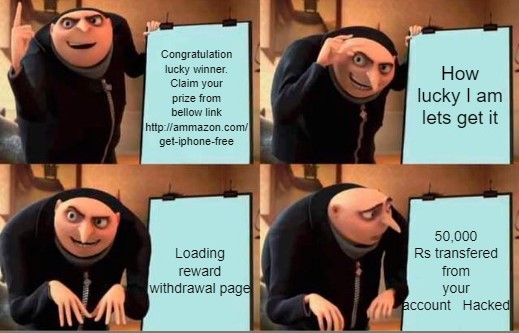 Congratulation
lucky winner.
Claim your
prize from
bellow link
http://ammazon.com/
get-iphone-free
How
lucky I am
lets get it
Loading
reward
withdrawal page
50,000
Rs transfered
from
your
account Hacked